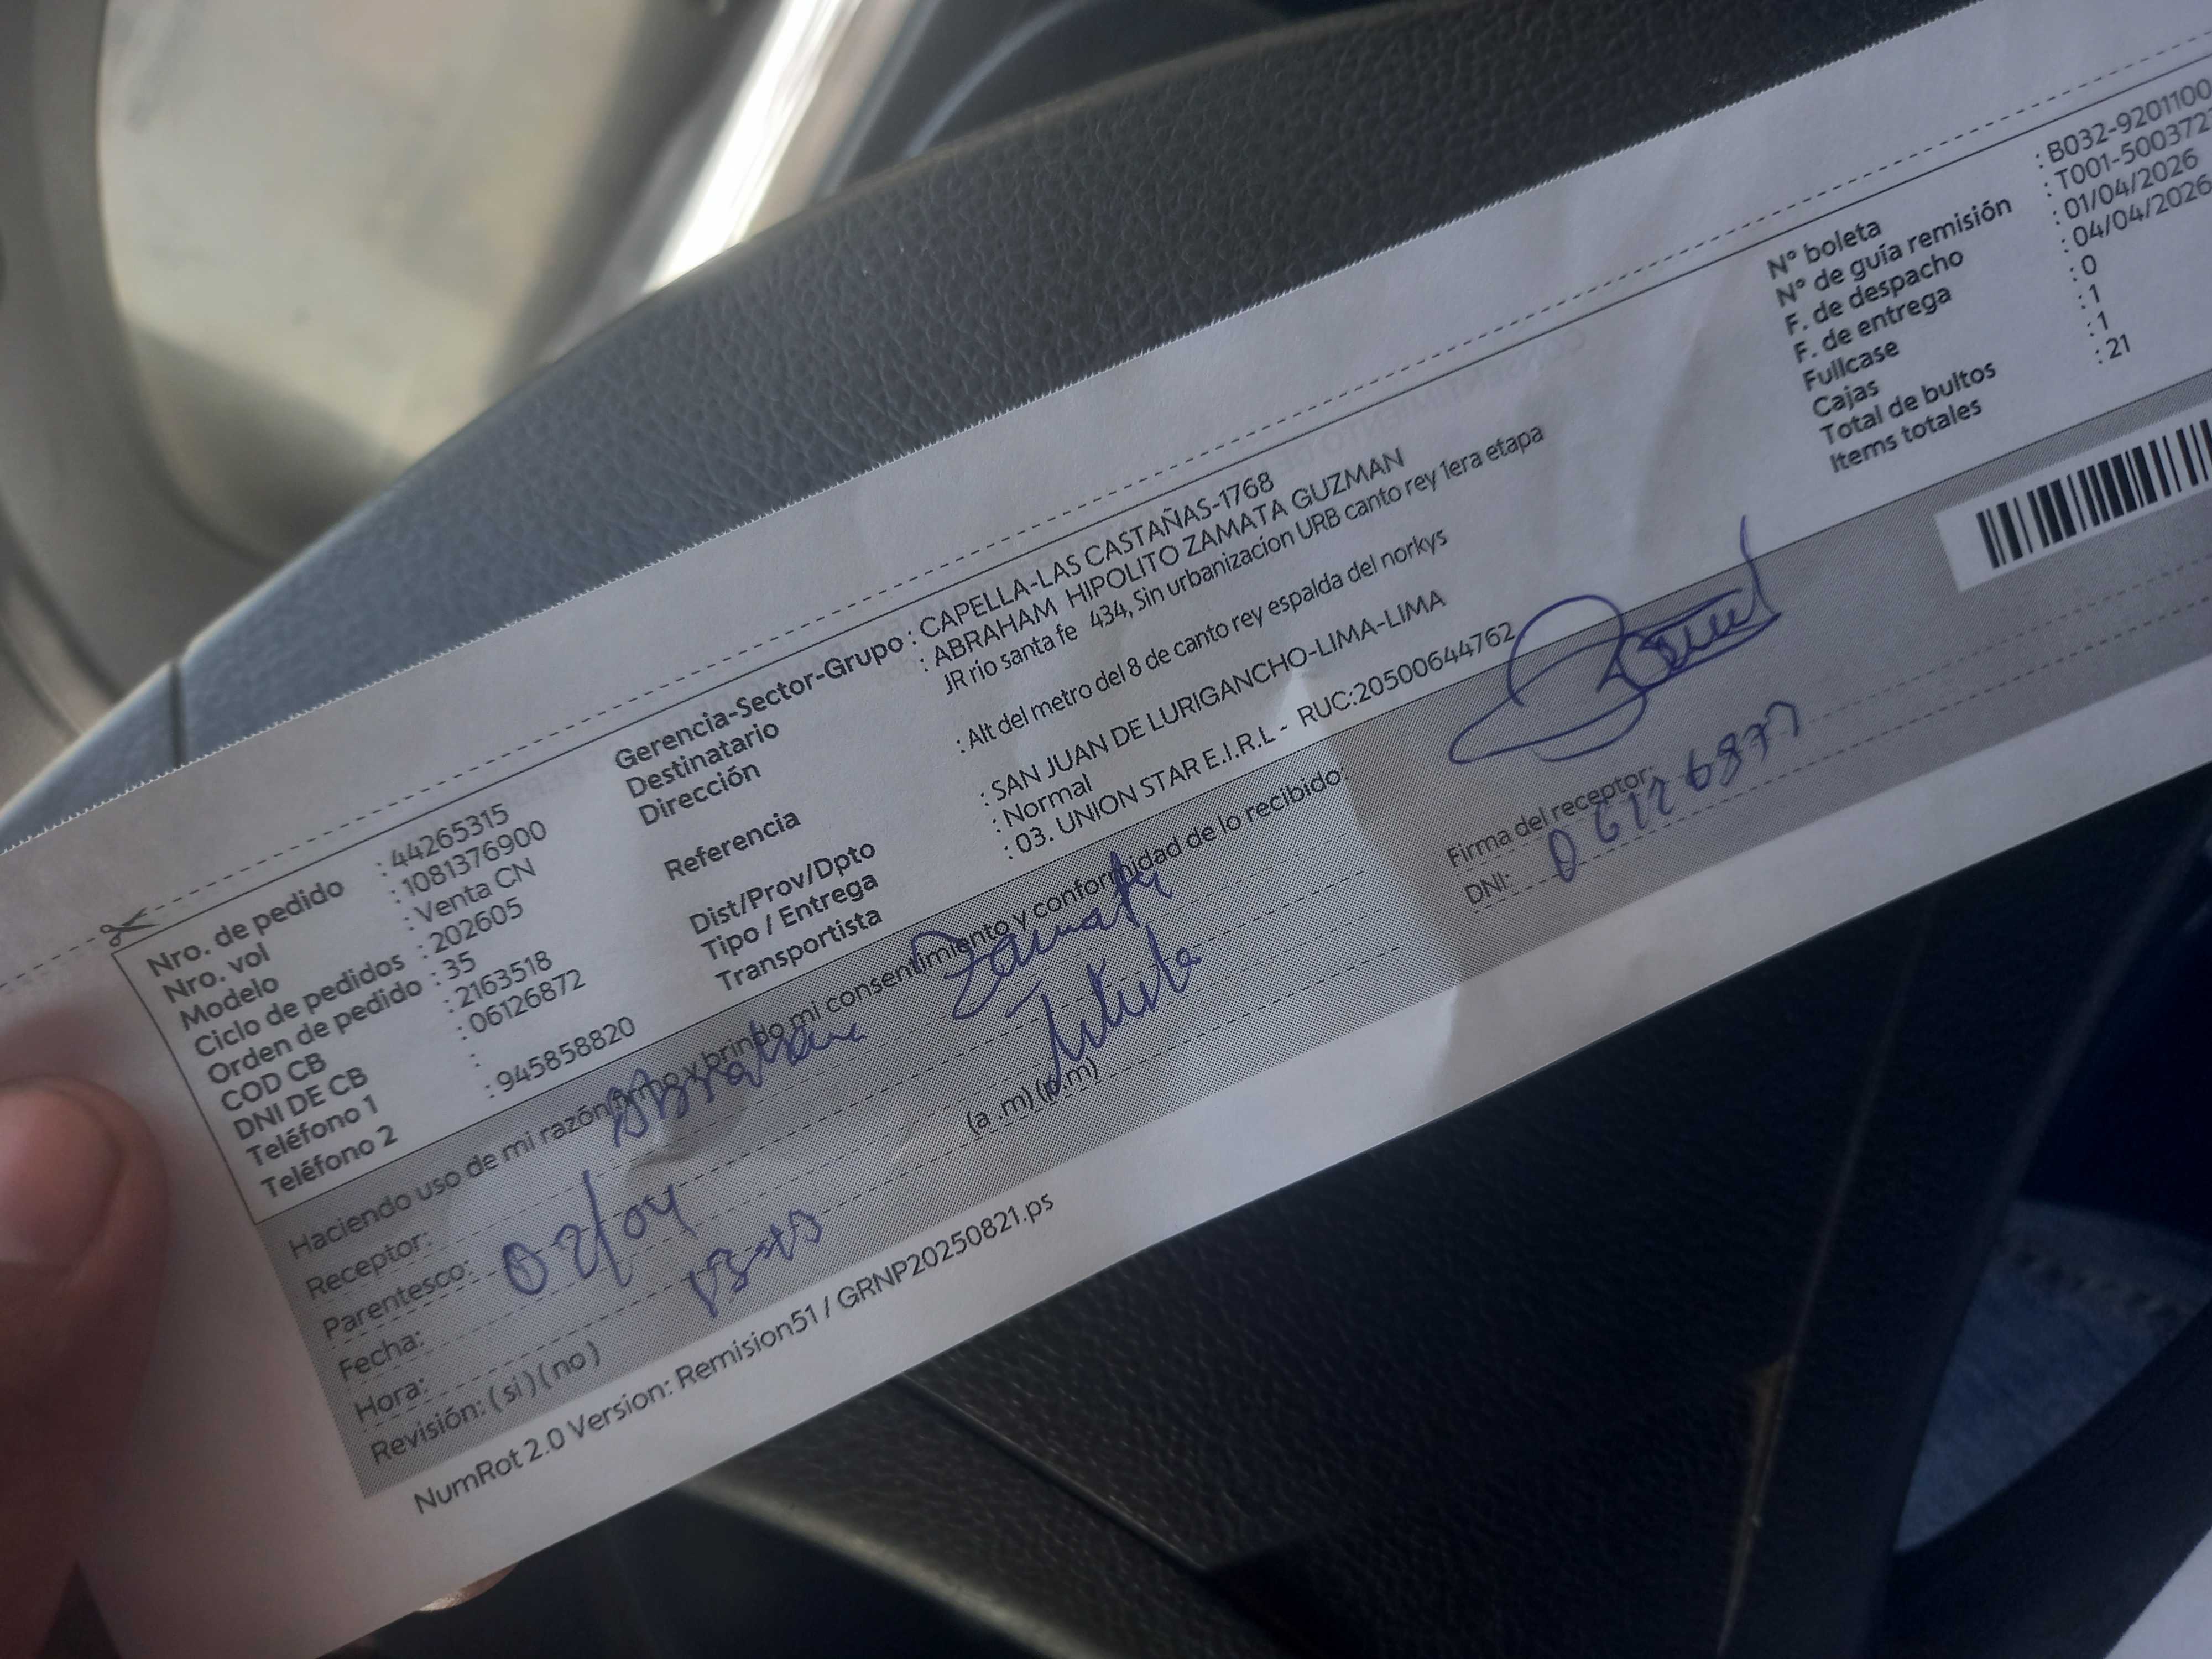 Nro. de pedido : 44265315
Nro. vol : 1081376900
Modelo : Venta CN
Ciclo de pedidos : 202605
Orden de pedido : 35
COD CB : 2163518
DNI DE CB : 06126872
Teléfono 1 :
Teléfono 2 : 945858820
Gerencia-Sector-Grupo : CAPELLA-LAS CASTAÑAS-1768
Destinatario : ABRAHAM HIPOLITO ZAMATA GUZMAN
Dirección JR rio santa fe 434, Sin urbanizacion URB canto rey 1era etapa
Referencia : Alt del metro del 8 de canto rey espalda del norkys
Dist/Prov/Dpto : SAN JUAN DE LURIGANCHO-LIMA-LIMA
Tipo / Entrega : Normal
Transportista : 03. UNION STAR E.I.R.L - RUC:20500644762
N° boleta : B032-9201100
N° de guía remisión : T001-500372
F. de despacho : 01/04/2026
F. de entrega : 04/04/2026
Fullcase : 0
Cajas : 1
Total de bultos : 1
Items totales : 21
Haciendo uso de mi razón firmo y brindo mi consentimiento y conformidad de lo recibido:
Receptor: Abraham Zamata
Parentesco: titular
Fecha: 02/04
Hora: (a .m) (p.m)
Revisión: ( si ) ( no )
Firma del receptor:
DNI: 06126872
NumRot 2.0 Version: Remision51 / GRNP20250821.ps